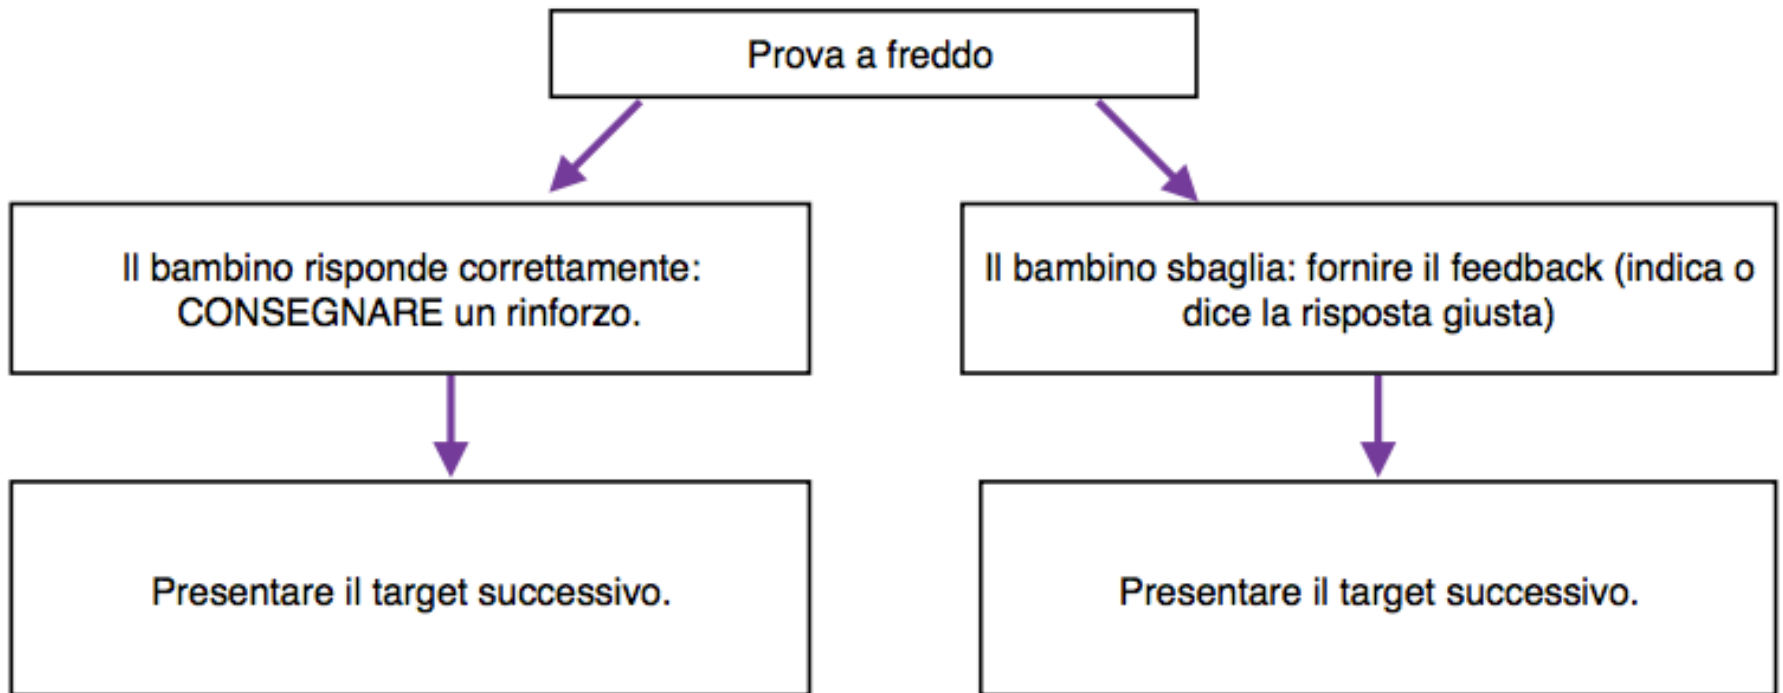 Prova a freddo
Il bambino risponde correttamente:
CONSEGNARE un rinforzo.
Il bambino sbaglia: fornire il feedback (indica o
dice la risposta giusta)
Presentare il target successivo.
Presentare il target successivo.